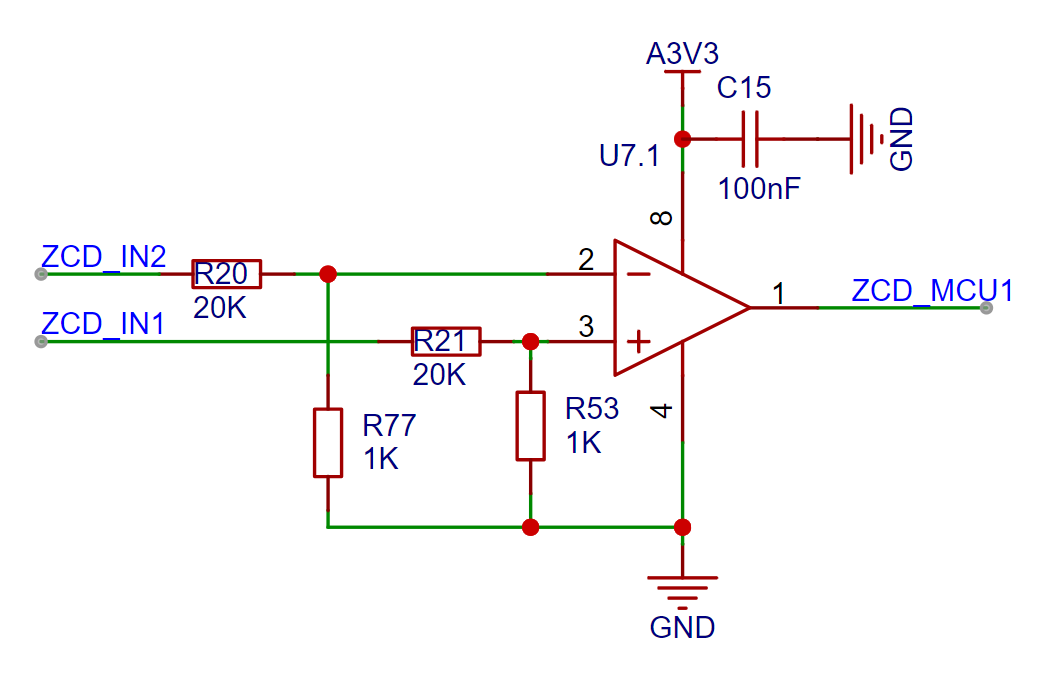 A3V3
C15
GND
U7.1
100nF
8
ZCD_IN2
R20
20K
2
1
ZCD_MCU1
ZCD_IN1
R21
20K
3
4
R77
1K
R53
1K
GND